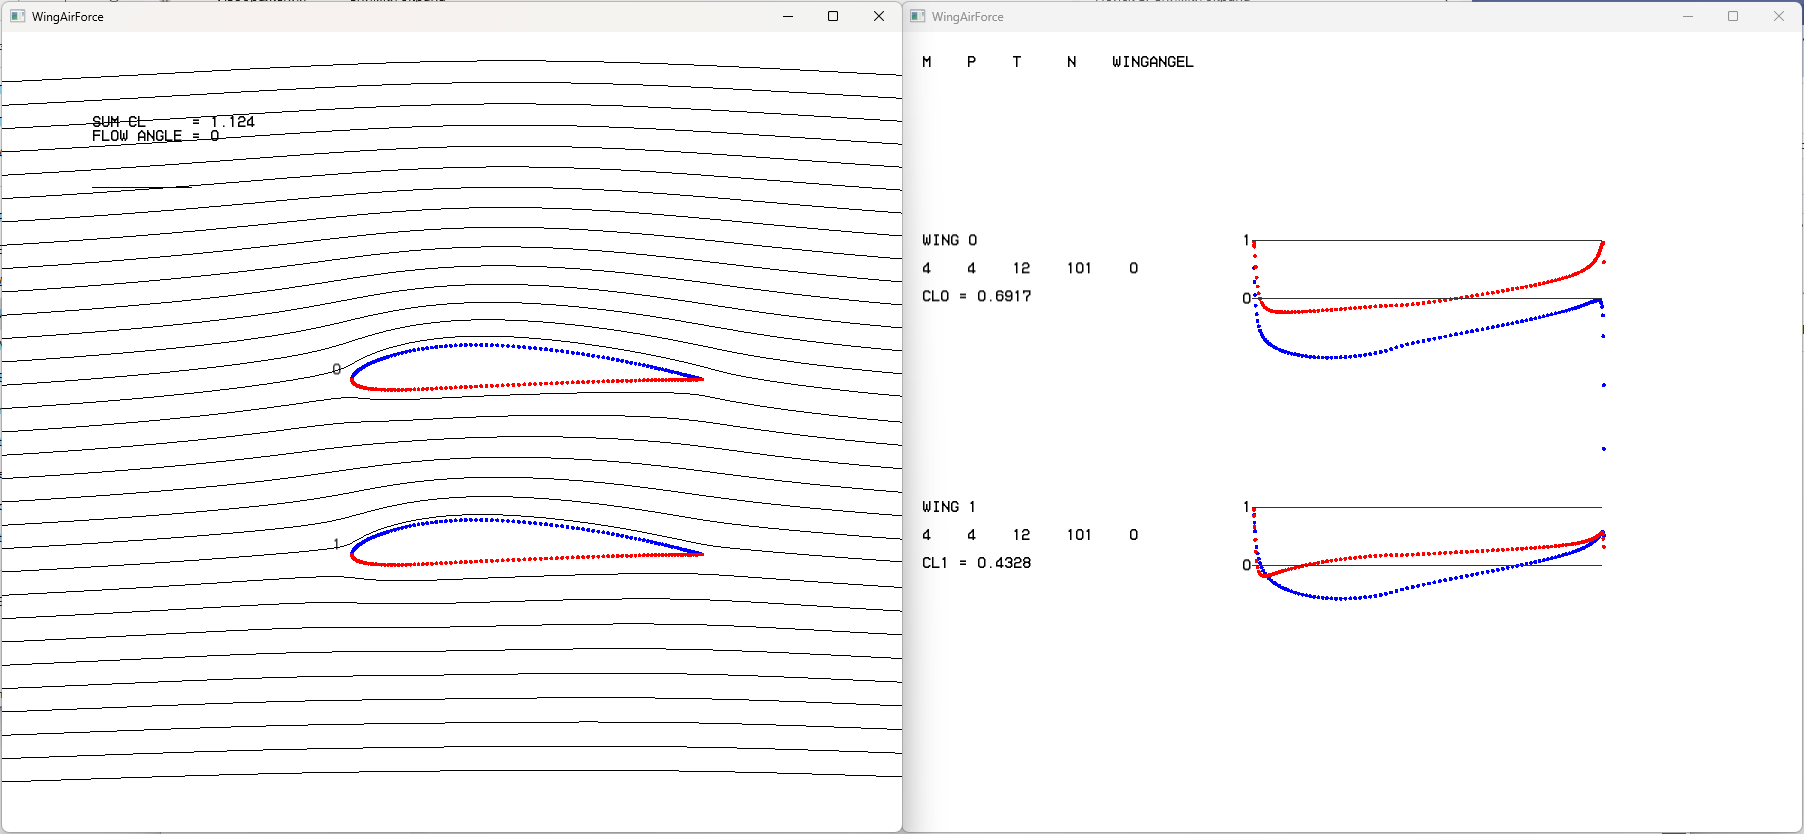 WingAirForce
SUM CL = 1.124
FLOW ANGLE = 0
0
1
WingAirForce
M P T N WINGANGEL
WING 0
4 4 12 101 0
CL0 = 0.6917
1
0
WING 1
4 4 12 101 0
CL1 = 0.4328
1
0